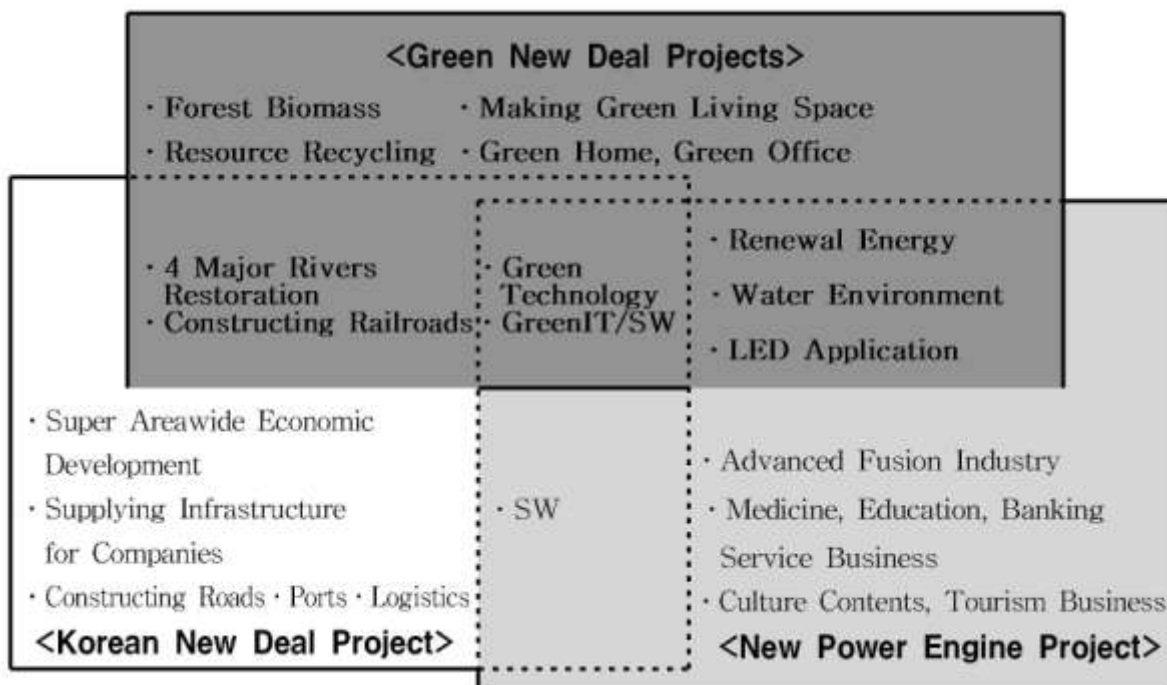 <Green New Deal Projects>
· Forest Biomass · Making Green Living Space
· Resource Recycling · Green Home, Green Office
· 4 Major Rivers
Restoration
· Constructing Railroads
· Green
Technology
· GreenIT/SW
· Renewal Energy
· Water Environment
· LED Application
· Super Areawide Economic
Development
· Supplying Infrastructure
for Companies
· Constructing Roads · Ports · Logistics
<Korean New Deal Project>
· SW
· Advanced Fusion Industry
· Medicine, Education, Banking
Service Business
· Culture Contents, Tourism Business
<New Power Engine Project>